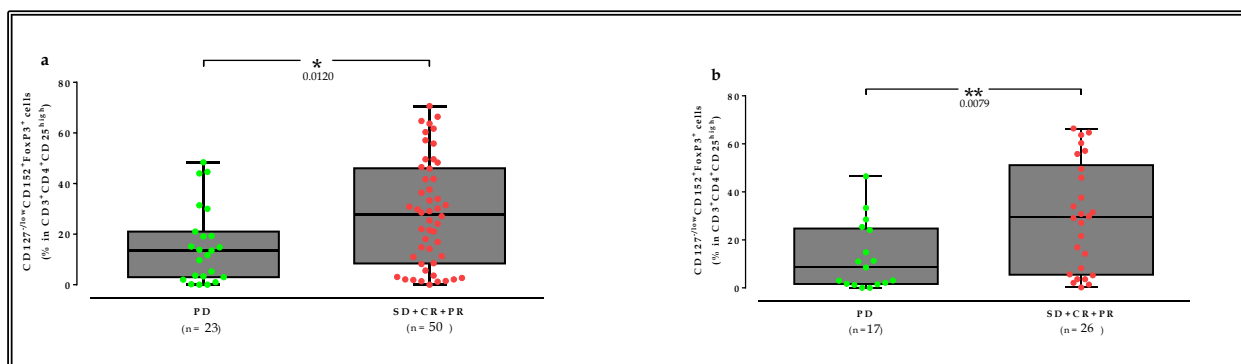 a
*
0.0120
CD127-/lowCD152+FoxP3+ cells
(% in CD3+CD4+CD25high)
80
60
40
20
0
PD
(n= 23)
SD+CR+PR
(n= 50 )
b
**
0.0079
CD127-/lowCD152+FoxP3+ cells
(% in CD3+CD4+CD25high)
80
60
40
20
0
PD
(n=17)
SD+CR+PR
(n= 26 )